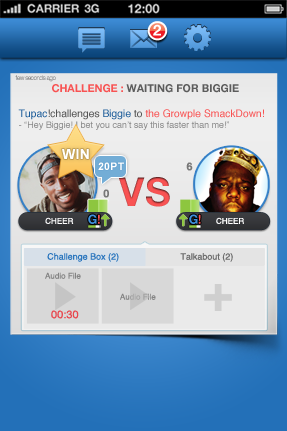 CARRIER 3G 12:00
2
few seconds ago
CHALLENGE : WAITING FOR BIGGIE
Tupac!challenges Biggie to the Growple SmackDown!
- “Hey Biggie! I bet you can't say this faster than me!”
WIN
20PT
0
VS
6
CHEER G!
G! CHEER
Challenge Box (2) Talkabout (2)
Audio File
Audio File
00:30